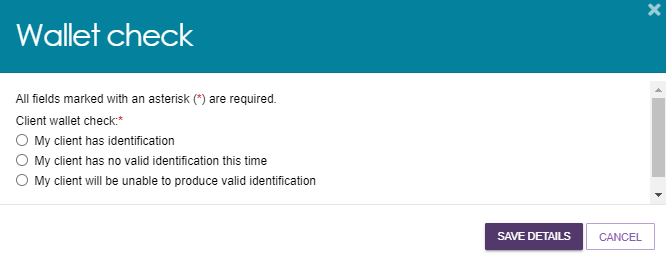 Wallet check
All fields marked with an asterisk (*) are required.
Client wallet check:*
My client has identification
My client has no valid identification this time
My client will be unable to produce valid identification
SAVE DETAILS
CANCEL